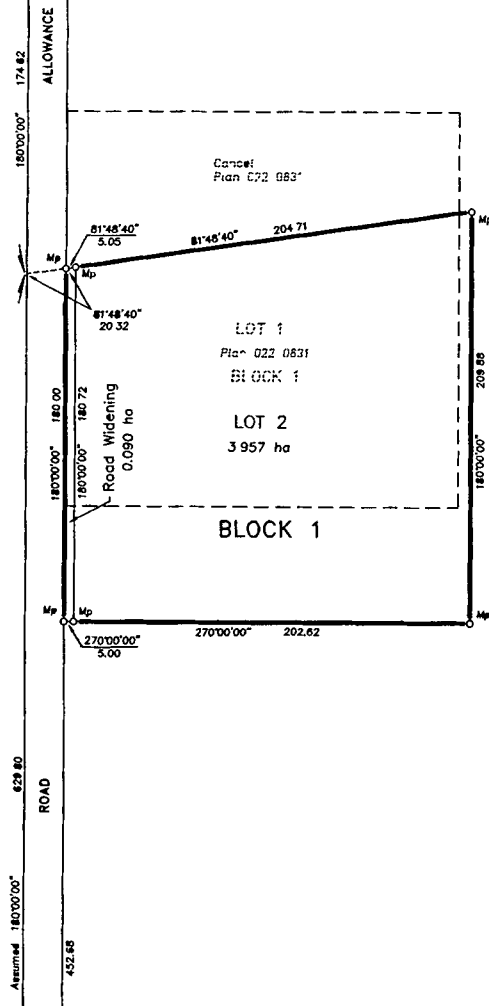 174.62
ALLOWANCE
180°00'00"
Cancel
Plan 022 0831
81°48'40"
5.05
81°48'40"
204.71
Mp
Mp
Mp
81°48'40"
20 32
LOT 1
Plan 022 0831
BLOCK 1
LOT 2
3 957 ha
209.88
180°00'00"
180 00
180°00'00"
180 72
180°00'00"
Road Widening
0.090 ha
BLOCK 1
Mp
Mp
Mp
270°00'00"
5.00
270°00'00"
202.62
629.80
ROAD
Assumed 180°00'00"
452.68